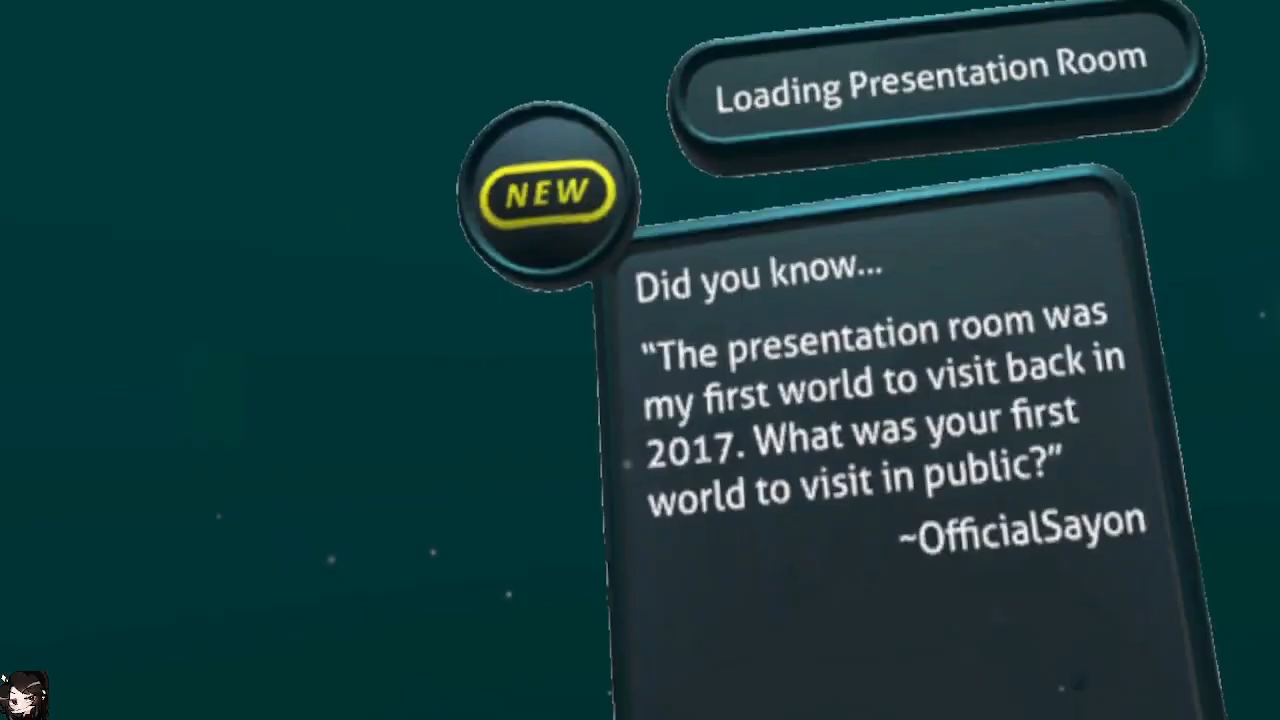 Loading Presentation Room
NEW
Did you know...
“The presentation room was
my first world to visit back in
2017. What was your first
world to visit in public?”
~OfficialSayon